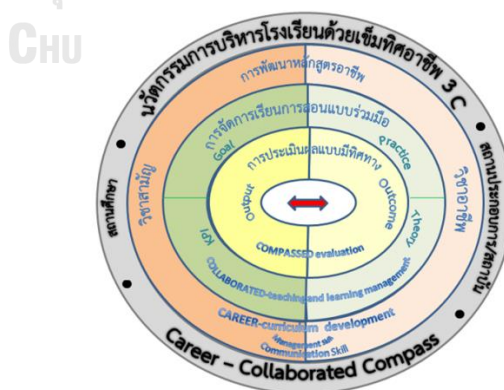 CHU
นวัตกรรมการบริหารโรงเรียนด้วยเข็มทิศอาชีพ 3 C
การพัฒนาหลักสูตรอาชีพ
การจัดการเรียนการสอนแบบร่วมมือ
การประเมินผลแบบมีทิศทาง
Goal
Practice
Output
Outcome
สถานศึกษา
วิชาสามัญ
วิชาอาชีพ
สถานประกอบการ/สถาบัน
KPI
Theory
COMPASSED evaluation
COLLABORATED-teaching and learning management
CAREER-curriculum development
Management Skill
Communication Skill
Career – Collaborated Compass